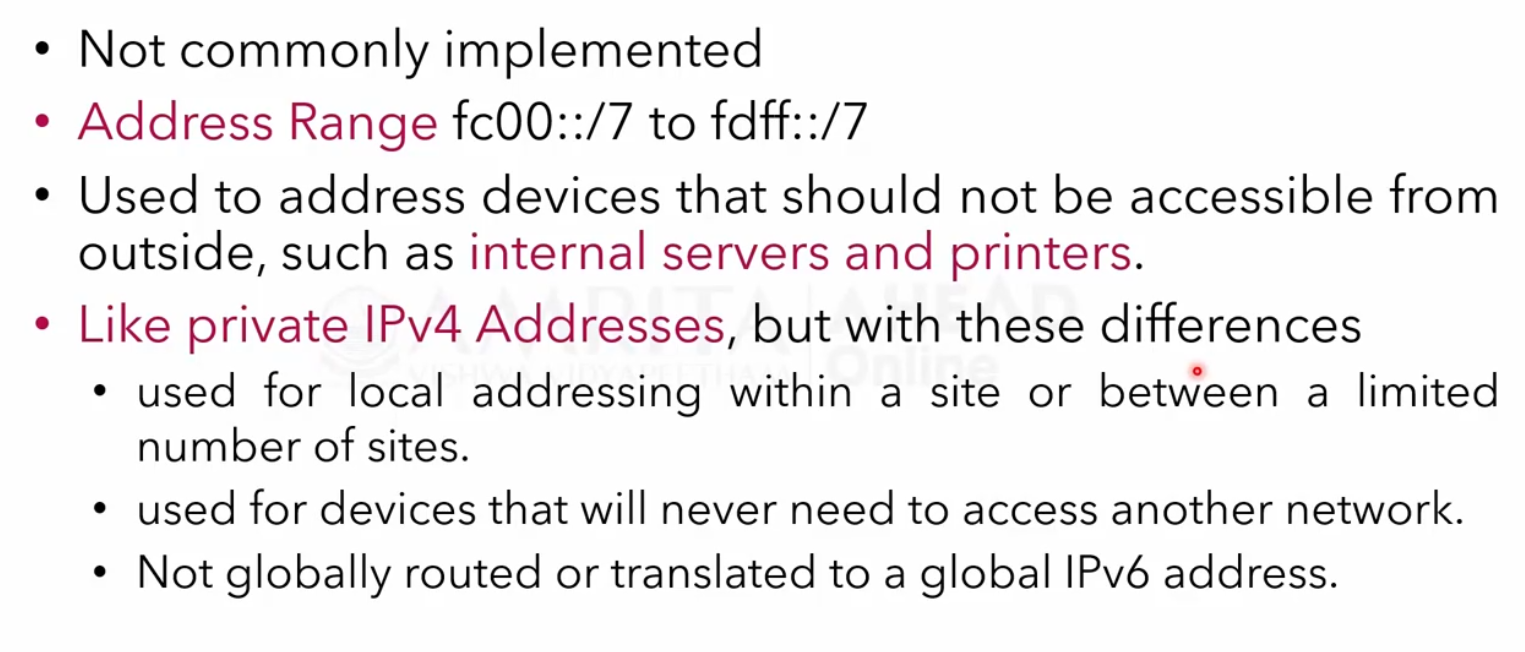 • Not commonly implemented
• Address Range fc00::/7 to fdff::/7
• Used to address devices that should not be accessible from
outside, such as internal servers and printers.
• Like private IPv4 Addresses, but with these differences
• used for local addressing within a site or between a limited
number of sites.
• used for devices that will never need to access another network.
• Not globally routed or translated to a global IPv6 address.
AMRITA AHEAD
VISHWA VIDYAPEETHAM Online